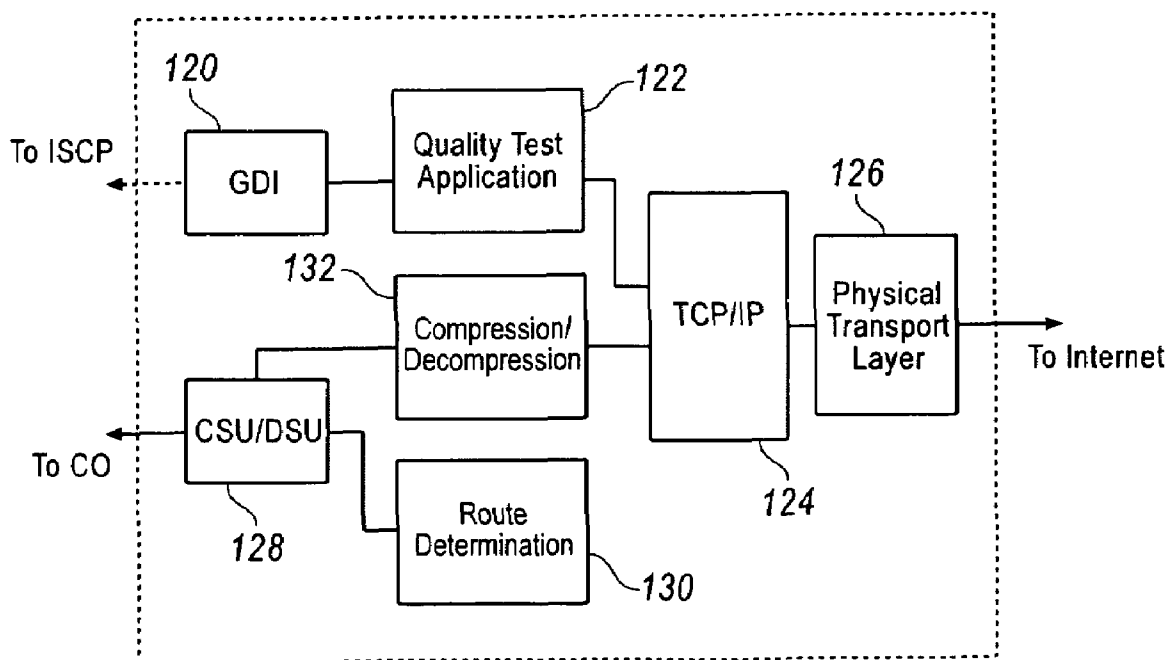 120
122
To ISCP
GDI
Quality Test
Application
126
132
Compression/
Decompression
TCP/IP
Physical
Transport
Layer
To Internet
CSU/DSU
To CO
128
Route
Determination
124
130